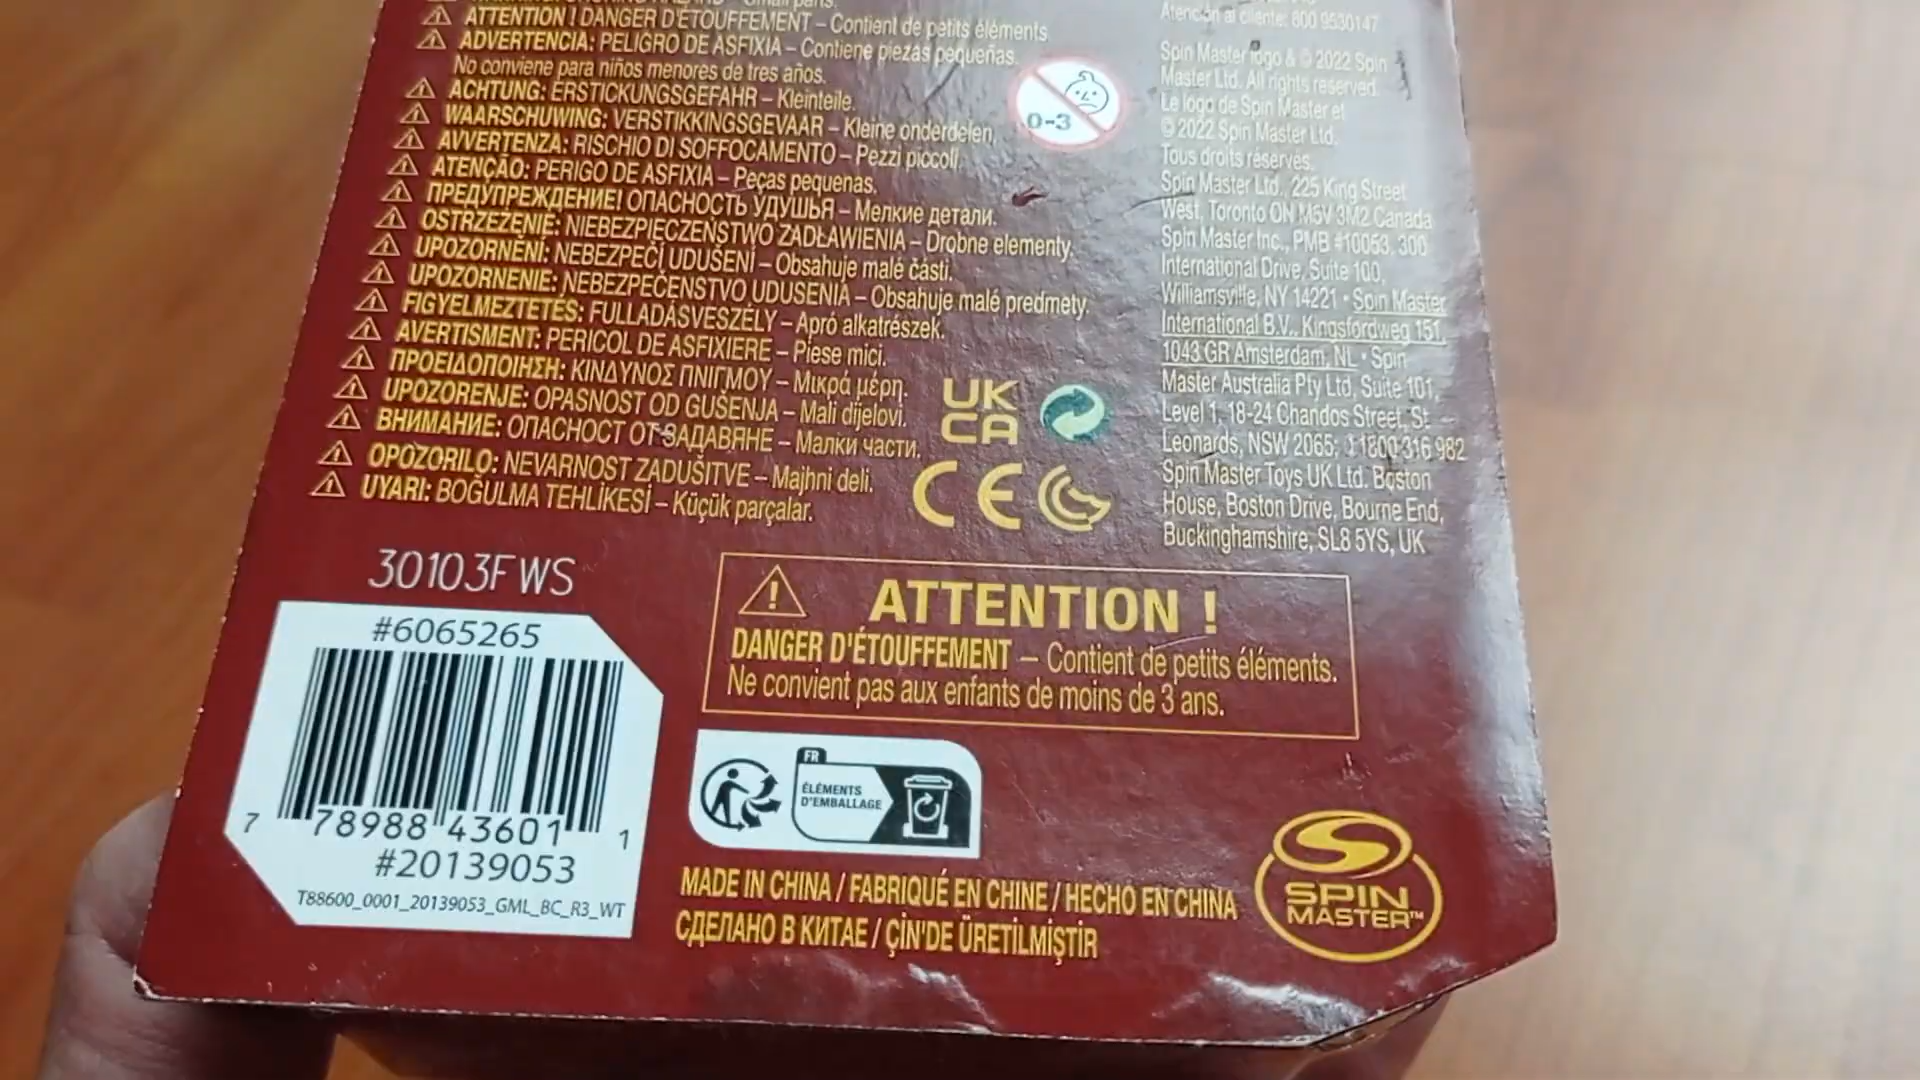 ATTENTION ! DANGER D'ÉTOUFFEMENT – Contient de petits éléments.
ADVERTENCIA: PELIGRO DE ASFIXIA – Contiene piezas pequeñas.
No conviene para niños menores de tres años.
ACHTUNG: ERSTICKUNGSGEFAHR – Kleinteile.
WAARSCHUWING: VERSTIKKINGSGEVAAR – Kleine onderdelen.
AVVERTENZA: RISCHIO DI SOFFOCAMENTO – Pezzi piccoli.
ATENÇÃO: PERIGO DE ASFIXIA – Peças pequenas.
ПРЕДУПРЕЖДЕНИЕ! ОПАСНОСТЬ УДУШЬЯ – Мелкие детали.
OSTRZEŻENIE: NIEBEZPIECZEŃSTWO ZADŁAWIENIA – Drobne elementy.
UPOZORNĚNÍ: NEBEZPEČÍ UDUŠENÍ – Obsahuje malé části.
UPOZORNENIE: NEBEZPEČENSTVO UDUSENIA – Obsahuje malé predmety.
FIGYELMEZTETÉS: FULLADÁSVESZÉLY – Apró alkatrészek.
AVERTISMENT: PERICOL DE ASFIXIERE – Piese mici.
ΠΡΟΕΙΔΟΠΟΙΗΣΗ: ΚΙΝΔΥΝΟΣ ΠΝΙΓΜΟΥ – Μικρά μέρη.
UPOZORENJE: OPASNOST OD GUŠENJA – Mali dijelovi.
ВНИМАНИЕ: ОПАСНОСТ ОТ ЗАДАВЯНЕ – Малки части.
OPOZORILO: NEVARNOST ZADUŠITVE – Majhni deli.
UYARI: BOĞULMA TEHLİKESİ – Küçük parçalar.
0-3
UK
CA
CE
Atención al cliente: 800 9530147
Spin Master logo & © 2022 Spin
Master Ltd. All rights reserved.
Le logo de Spin Master et
© 2022 Spin Master Ltd.
Tous droits réservés.
Spin Master Ltd., 225 King Street
West, Toronto ON M5V 3M2 Canada
Spin Master Inc., PMB #10053, 300
International Drive, Suite 100,
Williamsville, NY 14221 • Spin Master
International B.V., Kingsfordweg 151,
1043 GR Amsterdam, NL • Spin
Master Australia Pty Ltd, Suite 101,
Level 1, 18-24 Chandos Street, St.
Leonards, NSW 2065; 1800 316 982
Spin Master Toys UK Ltd. Boston
House, Boston Drive, Bourne End,
Buckinghamshire, SL8 5YS, UK
30103FWS
#6065265
7 78988 43601 1
#20139053
T88600_0001_20139053_GML_BC_R3_WT
ATTENTION !
DANGER D'ÉTOUFFEMENT – Contient de petits éléments.
Ne convient pas aux enfants de moins de 3 ans.
FR
ÉLÉMENTS
D'EMBALLAGE
MADE IN CHINA / FABRIQUÉ EN CHINE / HECHO EN CHINA
СДЕЛАНО В КИТАЕ / ÇİN'DE ÜRETİLMİŞTİR
SPIN
MASTER™